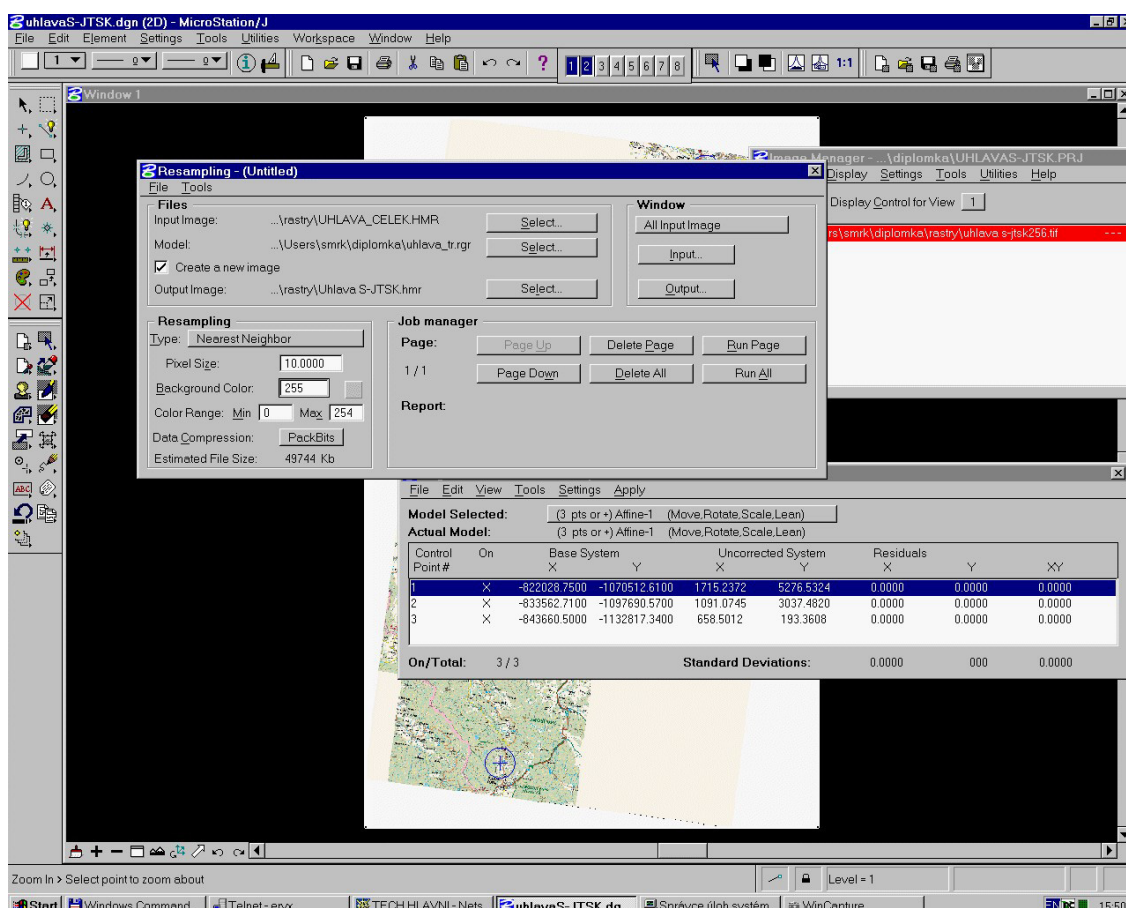 uhlavaS-JTSK.dgn (2D) - MicroStation/J
File Edit Element Settings Tools Utilities Workspace Window Help
1 0 0 1 2 3 4 5 6 7 8 1:1
Window 1
Image Manager - ...\diplomka\UHLAVAS-JTSK.PRJ
Display Settings Tools Utilities Help
Display Control for View 1
rs\smrk\diplomka\rastry\uhlava s-jtsk256.tif ---
Resampling - (Untitled)
File Tools
Files
Input Image: ...\rastry\UHLAVA_CELEK.HMR Select...
Model: ...\Users\smrk\diplomka\uhlava_tr.rgr Select...
Create a new image
Output Image: ...\rastry\Uhlava S-JTSK.hmr Select...
Window
All Input Image
Input...
Output...
Resampling
Type: Nearest Neighbor
Pixel Size: 10.0000
Background Color: 255
Color Range: Min 0 Max 254
Data Compression: PackBits
Estimated File Size: 49744 Kb
Job manager
Page: Page Up Delete Page Run Page
1 / 1 Page Down Delete All Run All
Report:
File Edit View Tools Settings Apply
Model Selected: (3 pts or +) Affine-1 (Move,Rotate,Scale,Lean)
Actual Model: (3 pts or +) Affine-1 (Move,Rotate,Scale,Lean)
Control On Base System Uncorrected System Residuals
Point # X Y X Y X Y XY
1 X -822028.7500 -1070512.6100 1715.2372 5276.5324 0.0000 0.0000 0.0000
2 X -833562.7100 -1097690.5700 1091.0745 3037.4820 0.0000 0.0000 0.0000
3 X -843660.5000 -1132817.3400 658.5012 193.3608 0.0000 0.0000 0.0000
On/Total: 3 / 3 Standard Deviations: 0.0000 000 0.0000
A
ABC
Zoom In > Select point to zoom about
Level = 1
Start Windows Command Telnet - eryx TECH HLAVNI - Nets uhlavaS-JTSK.dg Správce úloh systém WinCapture EN 15:50